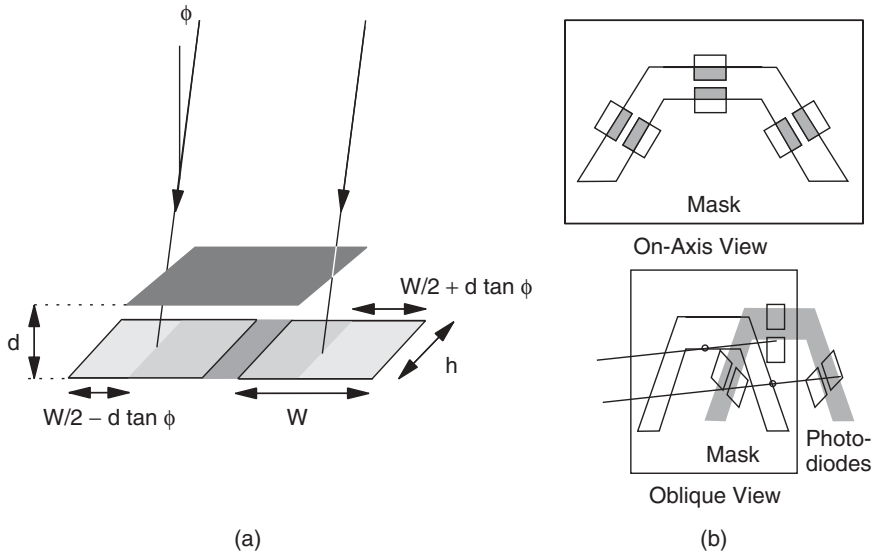 ϕ
d
W/2 + d tan ϕ
h
W/2 − d tan ϕ
W
(a)
Mask
On-Axis View
Mask
Photo-
diodes
Oblique View
(b)